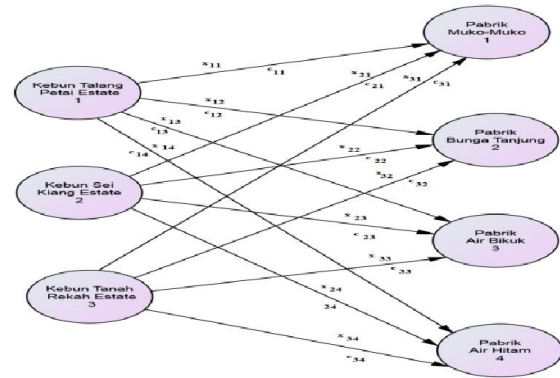 Pabrik
Muko-Muko
1
x11
c11
x21
c21
x31
c31
Kebun Talang
Petai Estate
1
x12
c12
x13
c13
x14
c14
Pabrik
Bunga Tanjung
2
x22
c22
x32
c32
Kebun Sei
Kiang Estate
2
x23
c23
Pabrik
Air Bikuk
3
x33
c33
Kebun Tanah
Rekah Estate
3
x24
24
x34
c34
Pabrik
Air Hitam
4